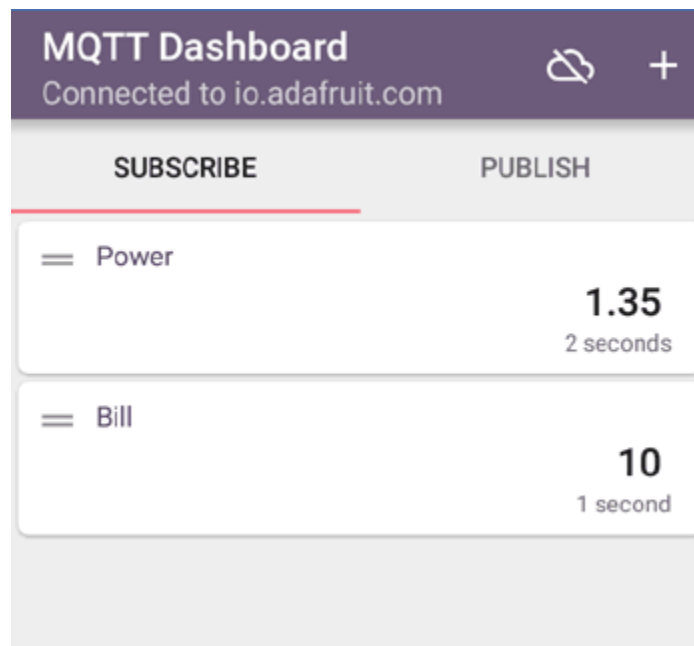 MQTT Dashboard
Connected to io.adafruit.com
SUBSCRIBE PUBLISH
Power
1.35
2 seconds
Bill
10
1 second